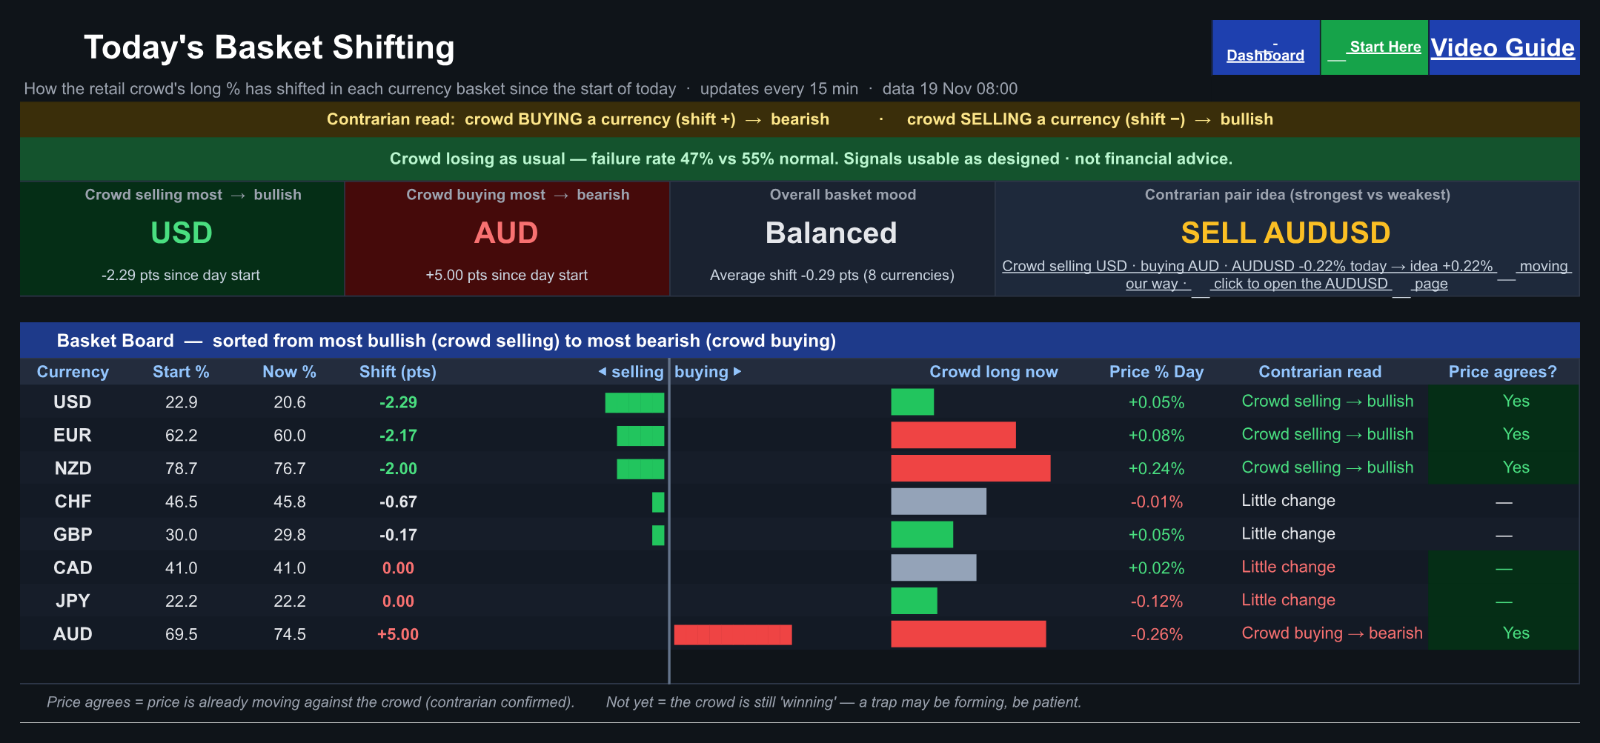 Today's Basket Shifting
Dashboard
Start Here
Video Guide
How the retail crowd's long % has shifted in each currency basket since the start of today · updates every 15 min · data 19 Nov 08:00
Contrarian read: crowd BUYING a currency (shift +) → bearish · crowd SELLING a currency (shift −) → bullish
Crowd losing as usual — failure rate 47% vs 55% normal. Signals usable as designed · not financial advice.
Crowd selling most → bullish
USD
-2.29 pts since day start
Crowd buying most → bearish
AUD
+5.00 pts since day start
Overall basket mood
Balanced
Average shift -0.29 pts (8 currencies)
Contrarian pair idea (strongest vs weakest)
SELL AUDUSD
Crowd selling USD · buying AUD · AUDUSD -0.22% today → idea +0.22% __ moving
our way · __ click to open the AUDUSD __ page
Basket Board — sorted from most bullish (crowd selling) to most bearish (crowd buying)
Currency Start % Now % Shift (pts) ◄ selling buying ► Crowd long now Price % Day Contrarian read Price agrees?
USD 22.9 20.6 -2.29 +0.05% Crowd selling → bullish Yes
EUR 62.2 60.0 -2.17 +0.08% Crowd selling → bullish Yes
NZD 78.7 76.7 -2.00 +0.24% Crowd selling → bullish Yes
CHF 46.5 45.8 -0.67 -0.01% Little change —
GBP 30.0 29.8 -0.17 +0.05% Little change —
CAD 41.0 41.0 0.00 +0.02% Little change —
JPY 22.2 22.2 0.00 -0.12% Little change —
AUD 69.5 74.5 +5.00 -0.26% Crowd buying → bearish Yes
Price agrees = price is already moving against the crowd (contrarian confirmed). Not yet = the crowd is still 'winning' — a trap may be forming, be patient.